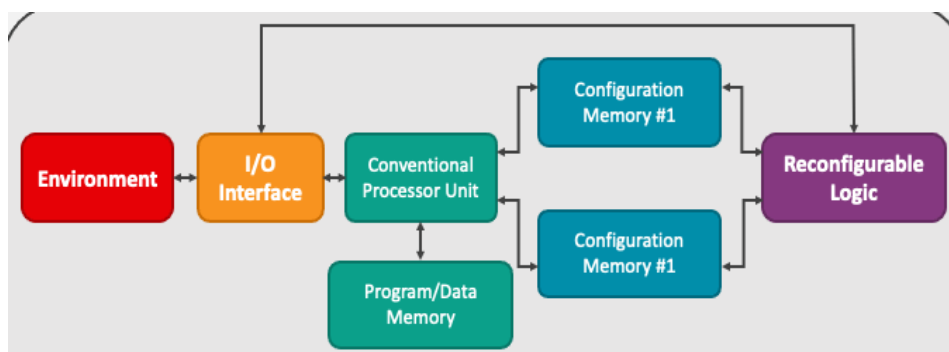 Configuration
Memory #1
Environment
I/O
Interface
Conventional
Processor Unit
Reconfigurable
Logic
Configuration
Memory #1
Program/Data
Memory